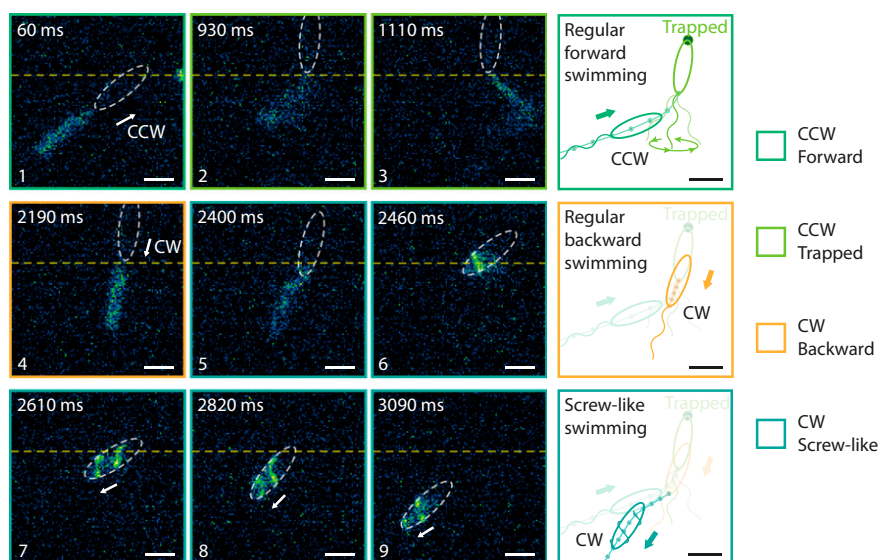 60 ms
CCW
1
930 ms
2
1110 ms
3
Regular
forward
swimming
Trapped
CCW
2190 ms
CW
4
2400 ms
5
2460 ms
6
Regular
backward
swimming
Trapped
CW
2610 ms
7
2820 ms
8
3090 ms
9
Screw-like
swimming
Trapped
CW
CCW
Forward
CCW
Trapped
CW
Backward
CW
Screw-like